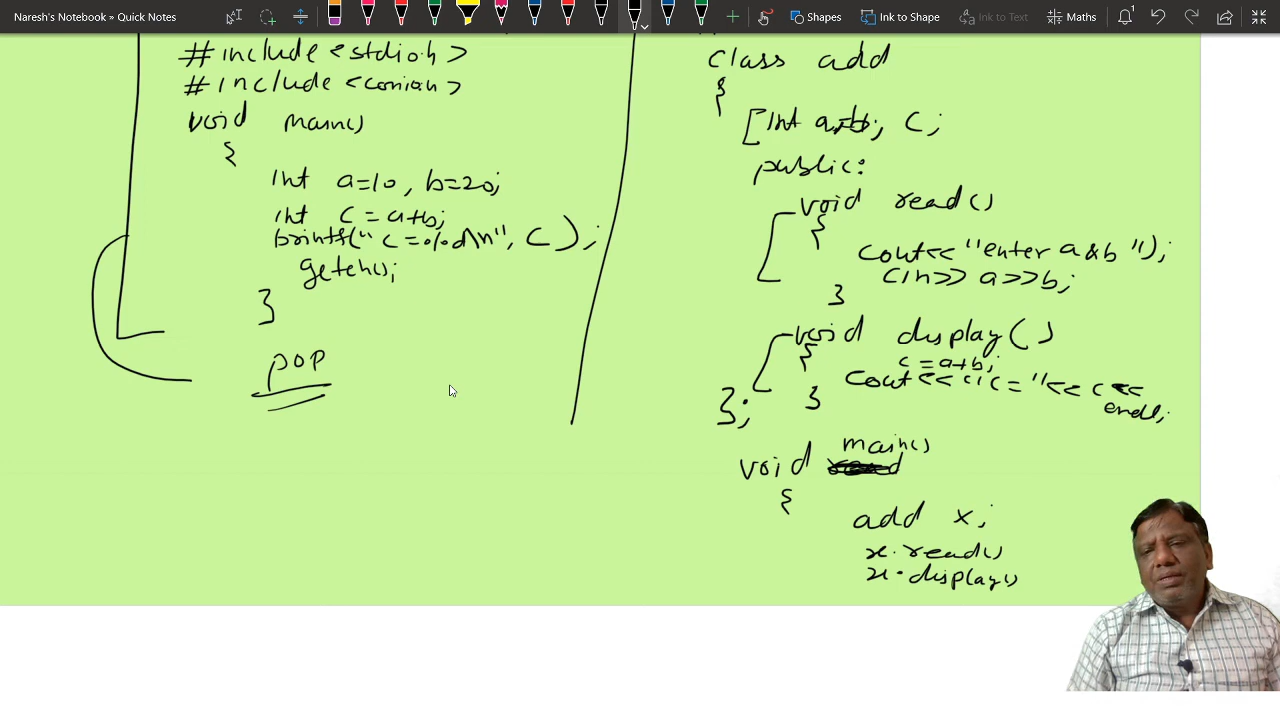 Naresh's Notebook » Quick Notes
Shapes
Ink to Shape
Ink to Text
Maths
#include <stdio.h>
#include <conio.h>
void main()
{
int a=10, b=20;
int c = a+b;
printf("c=%d\n", c);
getch();
}
POP
class add
{
int a, b, c;
public:
void read()
{
cout<< "enter a & b ");
cin>> a>>b;
}
void display()
{
c = a+b;
cout<< "c= "<< c <<
endl;
}
};
void main()
{
add x;
x.read()
x.display()